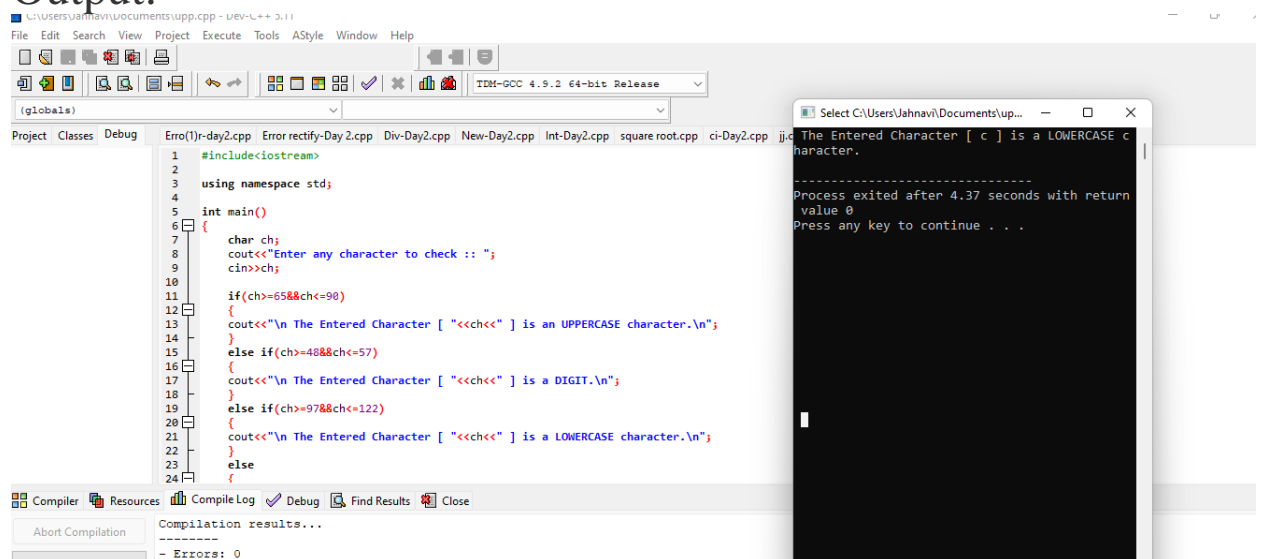 Output:
C:\Users\Jahnavi\Documents\upp.cpp - Dev-C++ 5.11
File Edit Search View Project Execute Tools AStyle Window Help
TDM-GCC 4.9.2 64-bit Release
(globals)
Project Classes Debug
Erro(1)r-day2.cpp Error rectify-Day 2.cpp Div-Day2.cpp New-Day2.cpp Int-Day2.cpp square root.cpp ci-Day2.cpp jj.c
1 #include<iostream>
2
3 using namespace std;
4
5 int main()
6 {
7 char ch;
8 cout<<"Enter any character to check :: ";
9 cin>>ch;
10
11 if(ch>=65&&ch<=90)
12 {
13 cout<<"\n The Entered Character [ "<<ch<<" ] is an UPPERCASE character.\n";
14 }
15 else if(ch>=48&&ch<=57)
16 {
17 cout<<"\n The Entered Character [ "<<ch<<" ] is a DIGIT.\n";
18 }
19 else if(ch>=97&&ch<=122)
20 {
21 cout<<"\n The Entered Character [ "<<ch<<" ] is a LOWERCASE character.\n";
22 }
23 else
24 {
Select C:\Users\Jahnavi\Documents\up...
The Entered Character [ c ] is a LOWERCASE c
haracter.
--------------------------------
Process exited after 4.37 seconds with return
value 0
Press any key to continue . . .
Compiler Resources Compile Log Debug Find Results Close
Abort Compilation
Compilation results...
--------
- Errors: 0